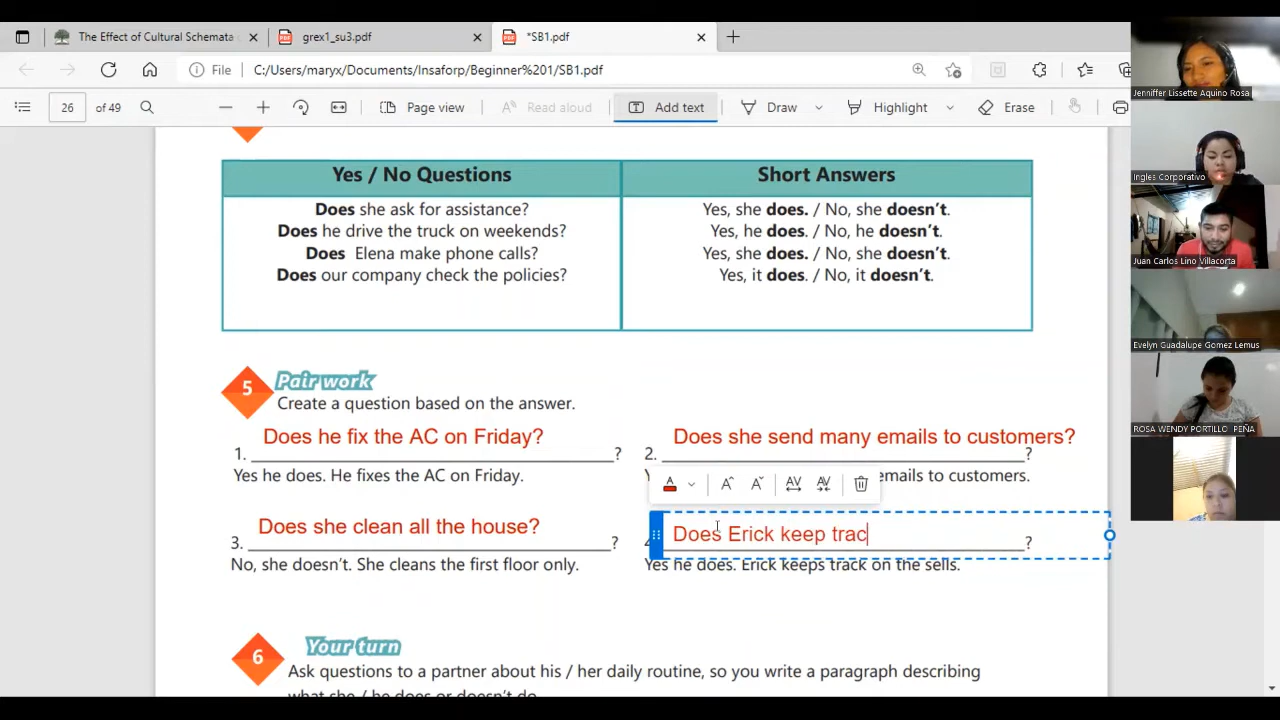 The Effect of Cultural Schemata
grex1_su3.pdf
*SB1.pdf
File
C:/Users/maryx/Documents/Insaforp/Beginner%201/SB1.pdf
26 of 49
Page view
Read aloud
Add text
Draw
Highlight
Erase
Yes / No Questions
Short Answers
Does she ask for assistance?
Yes, she does. / No, she doesn't.
Does he drive the truck on weekends?
Yes, he does. / No, he doesn't.
Does Elena make phone calls?
Yes, she does. / No, she doesn't.
Does our company check the policies?
Yes, it does. / No, it doesn't.
5 Pair work
Create a question based on the answer.
Does he fix the AC on Friday?
1. ?
Yes he does. He fixes the AC on Friday.
Does she send many emails to customers?
2. ?
emails to customers.
Does she clean all the house?
3. ?
No, she doesn't. She cleans the first floor only.
Does Erick keep trac
?
Yes he does. Erick keeps track on the sells.
6 Your turn
Ask questions to a partner about his / her daily routine, so you write a paragraph describing
what she / he does or doesn't do
Jenniffer Lissette Aquino Rosa
Ingles Corporativo
Juan Carlos Lino Villacorta
Evelyn Guadalupe Gomez Lemus
ROSA WENDY PORTILLO PEÑA